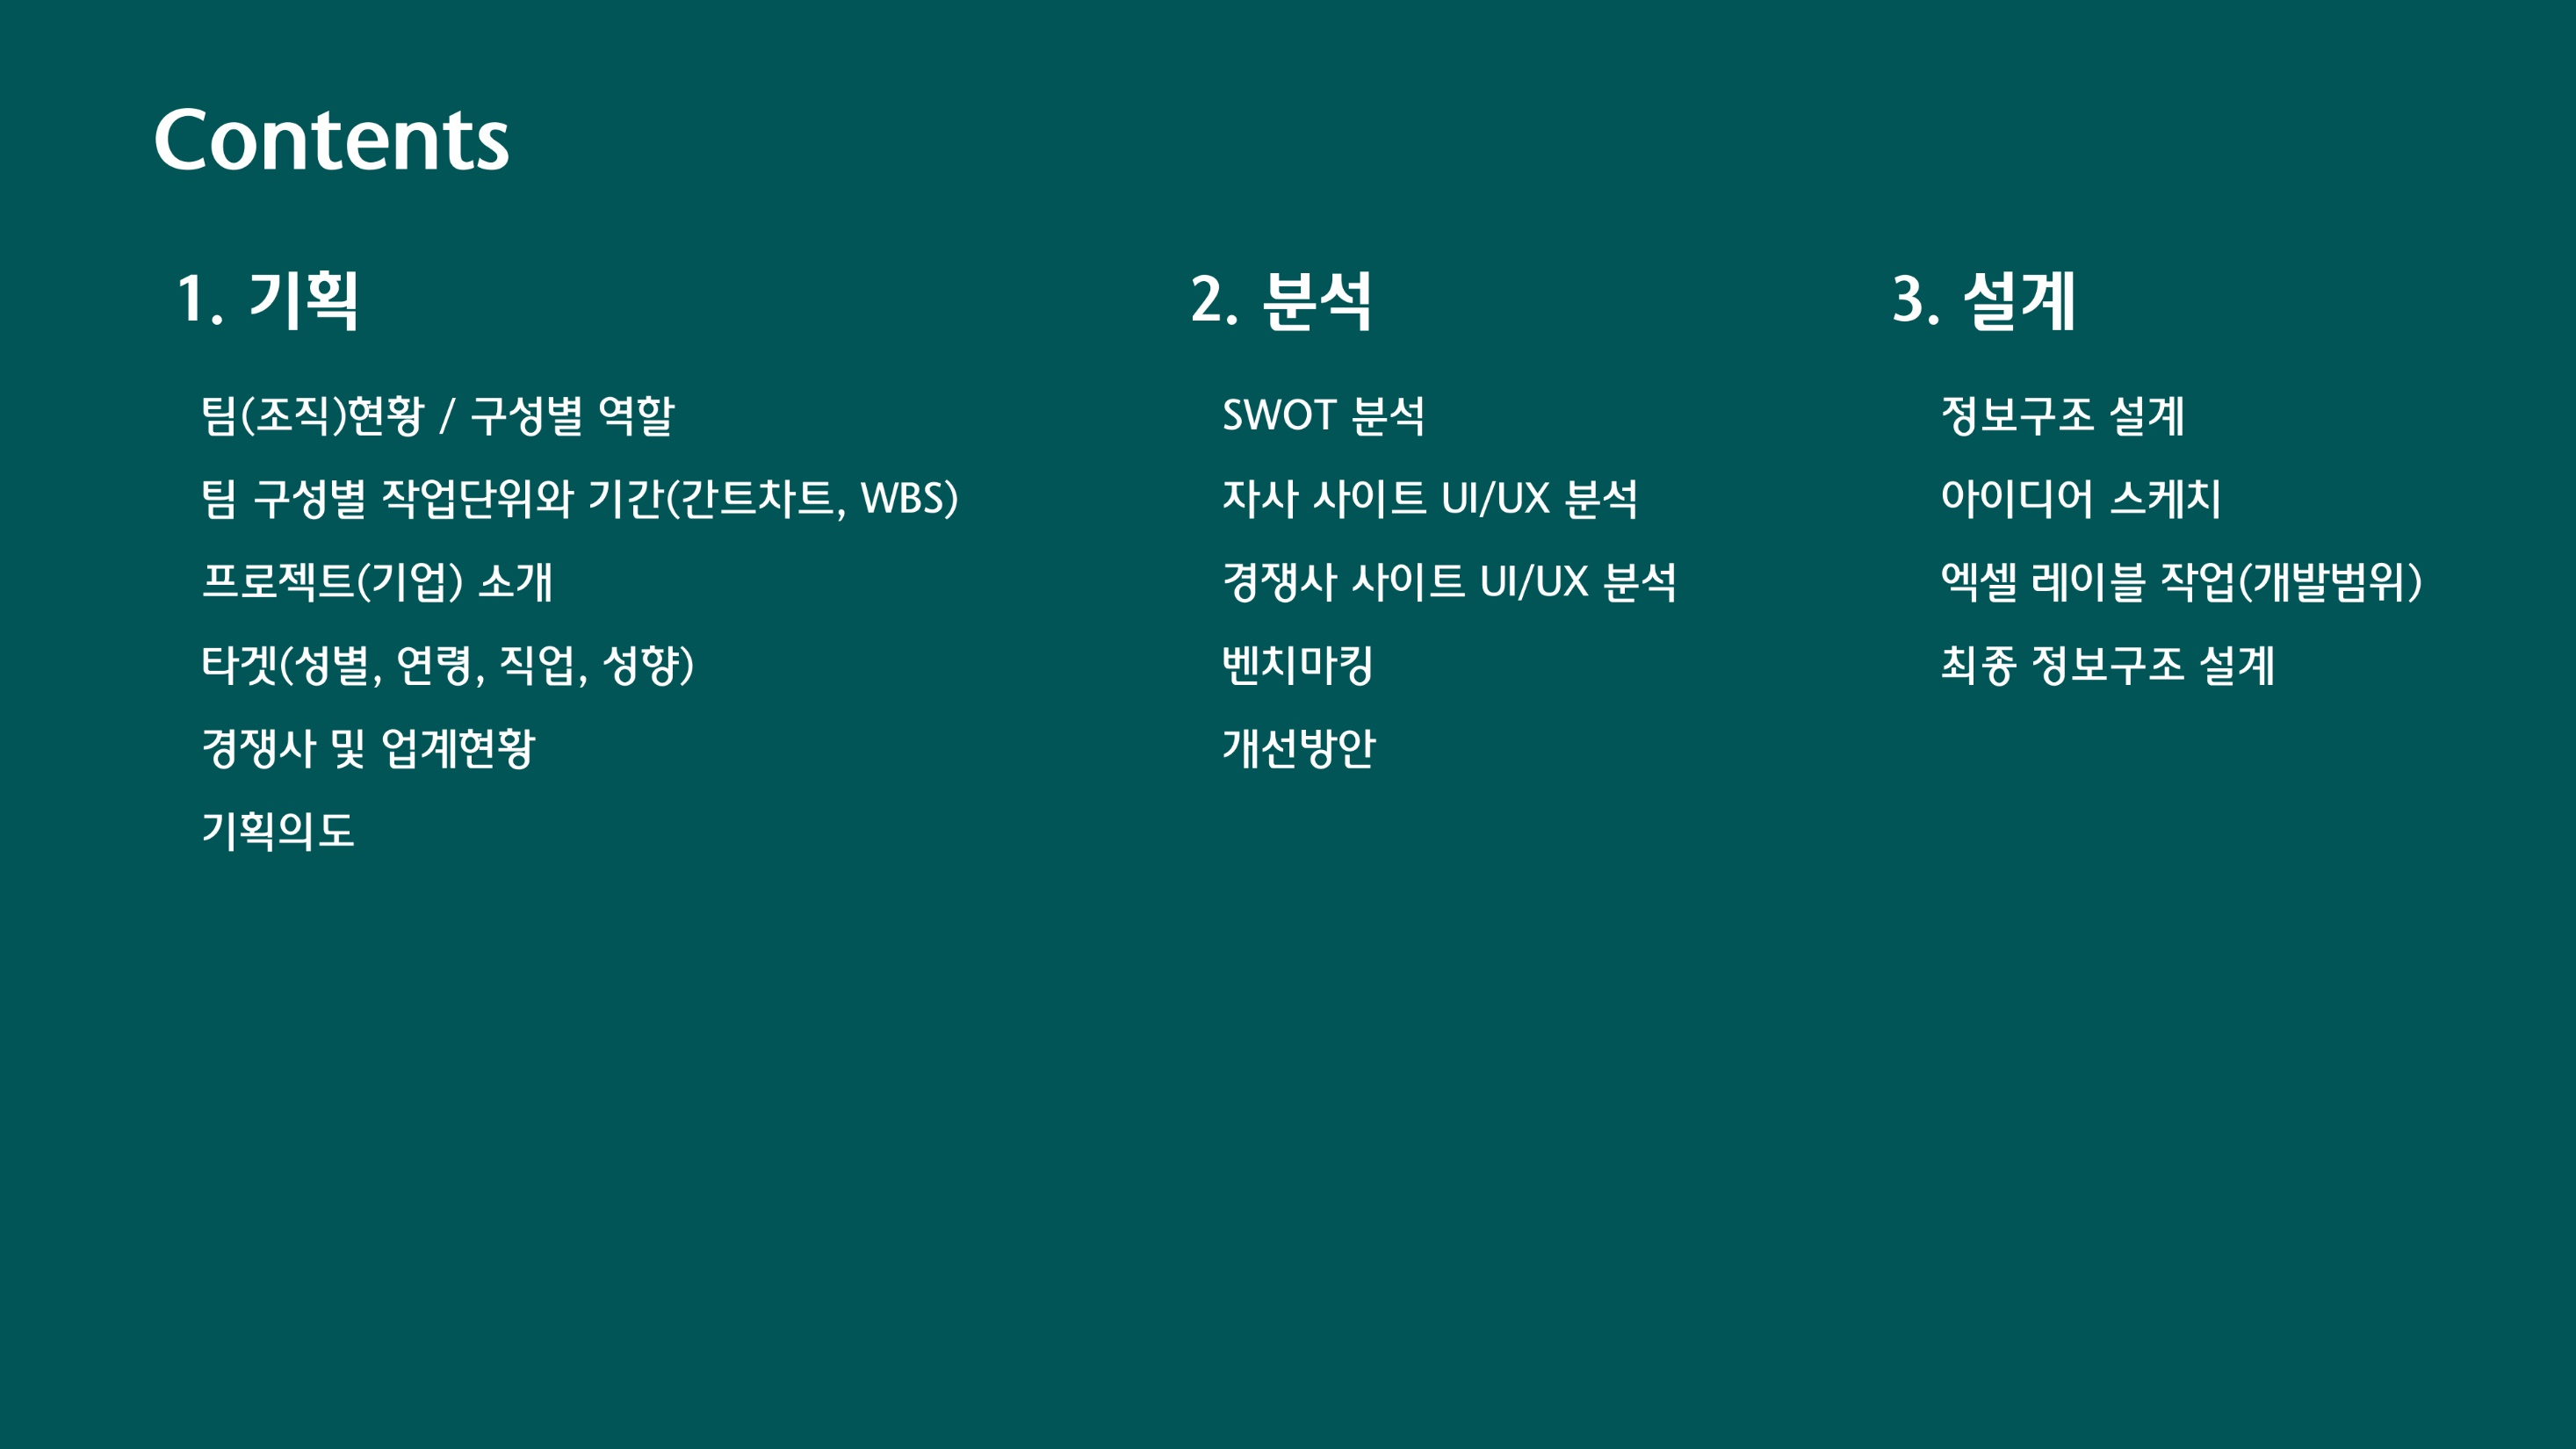 Contents
1. 기획
팀(조직)현황 / 구성별 역할
팀 구성별 작업단위와 기간(간트차트, WBS)
프로젝트(기업) 소개
타겟(성별, 연령, 직업, 성향)
경쟁사 및 업계현황
기획의도
2. 분석
SWOT 분석
자사 사이트 UI/UX 분석
경쟁사 사이트 UI/UX 분석
벤치마킹
개선방안
3. 설계
정보구조 설계
아이디어 스케치
엑셀 레이블 작업(개발범위)
최종 정보구조 설계